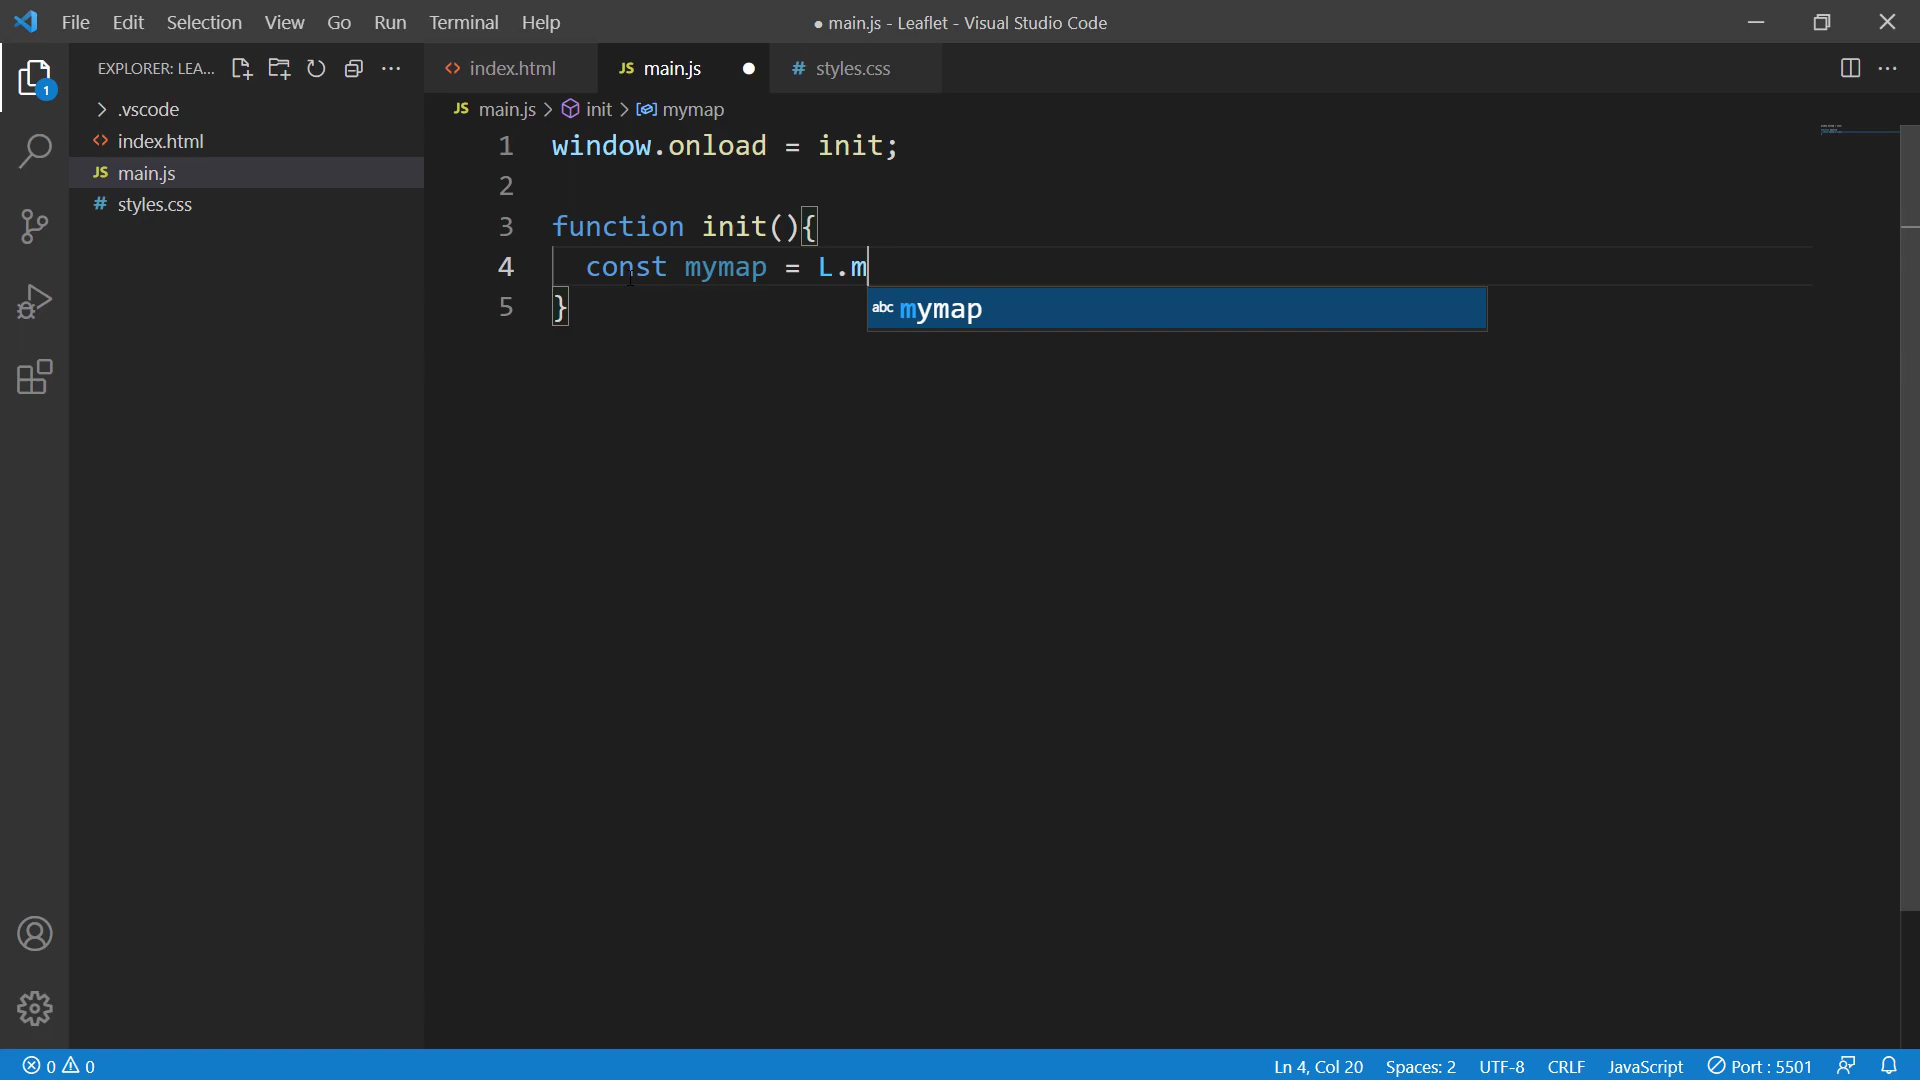 File Edit Selection View Go Run Terminal Help
● main.js - Leaflet - Visual Studio Code
EXPLORER: LEA...
1
.vscode
index.html
main.js
styles.css
index.html
JS main.js
# styles.css
JS main.js > init > mymap
1 window.onload = init;
2
3 function init(){
4 const mymap = L.m
abc mymap
5 }
0 0
Ln 4, Col 20 Spaces: 2 UTF-8 CRLF JavaScript Port : 5501